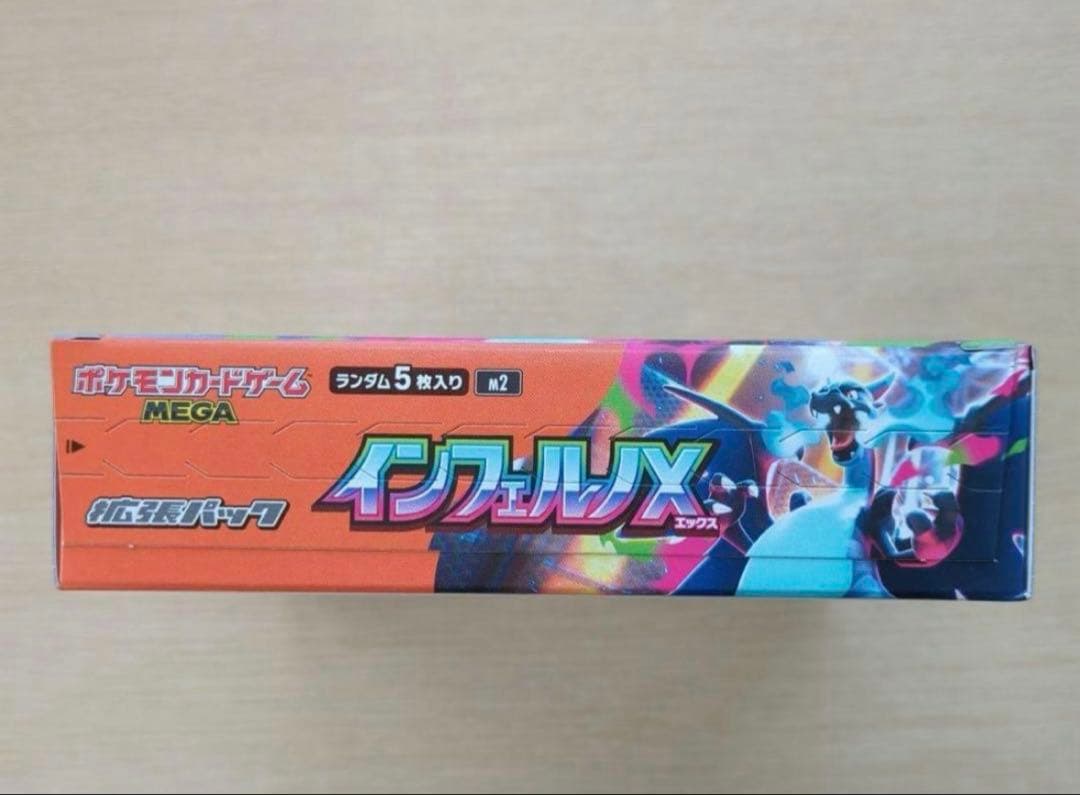 ポケモンカードゲーム
MEGA
ランダム5枚入り
M2
拡張パック
インフェルノX
エックス